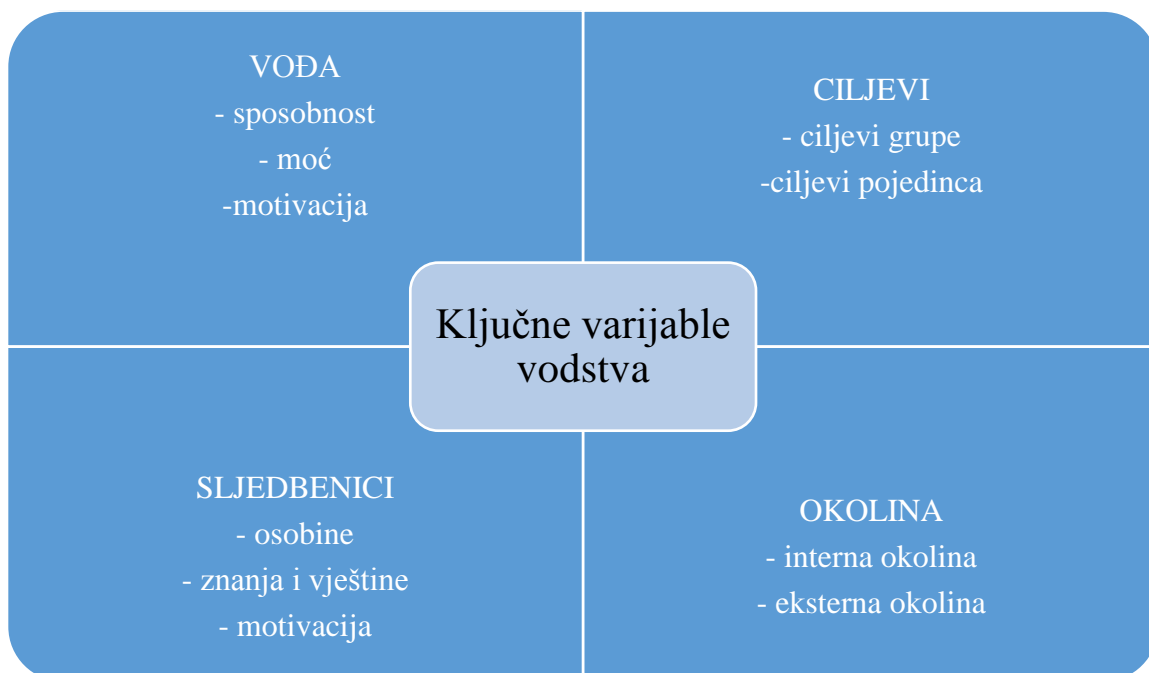 VOĐA
- sposobnost
- moć
-motivacija
CILJEVI
- ciljevi grupe
-ciljevi pojedinca
Ključne varijable
vodstva
SLJEDBENICI
- osobine
- znanja i vještine
- motivacija
OKOLINA
- interna okolina
- eksterna okolina